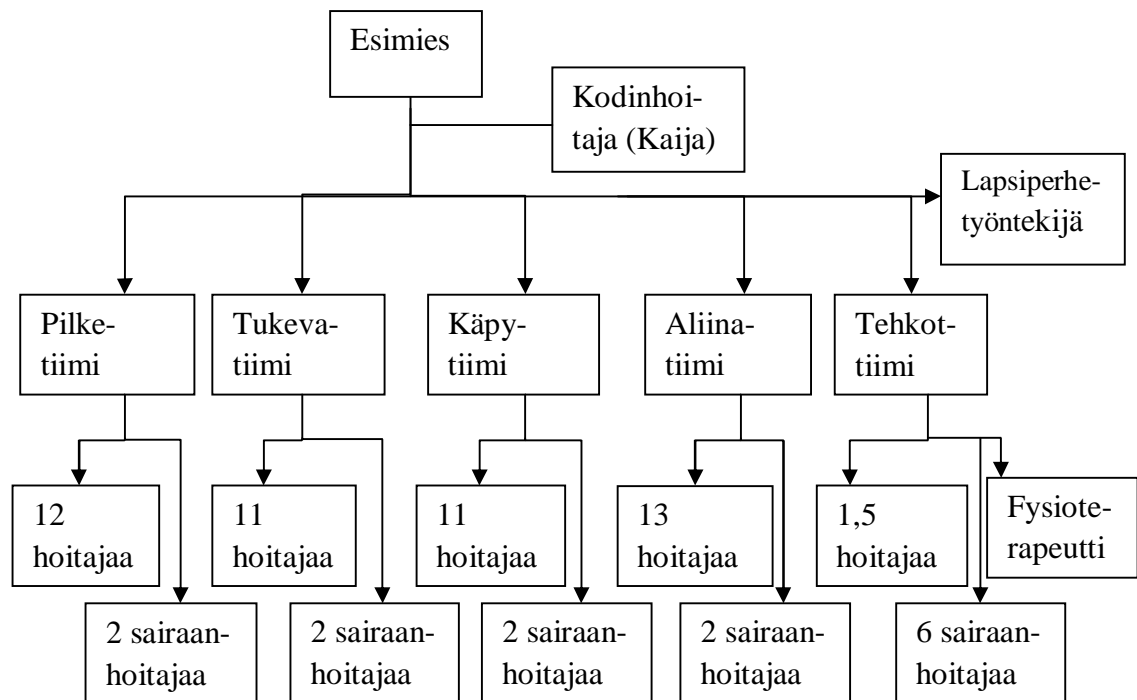 Esimies
Kodinhoi-
taja (Kaija)
Lapsiperhe-
työntekijä
Pilke-
tiimi
Tukeva-
tiimi
Käpy-
tiimi
Aliina-
tiimi
Tehkot-
tiimi
12
hoitajaa
11
hoitajaa
11
hoitajaa
13
hoitajaa
1,5
hoitajaa
Fysiote-
rapeutti
2 sairaan-
hoitajaa
2 sairaan-
hoitajaa
2 sairaan-
hoitajaa
2 sairaan-
hoitajaa
6 sairaan-
hoitajaa